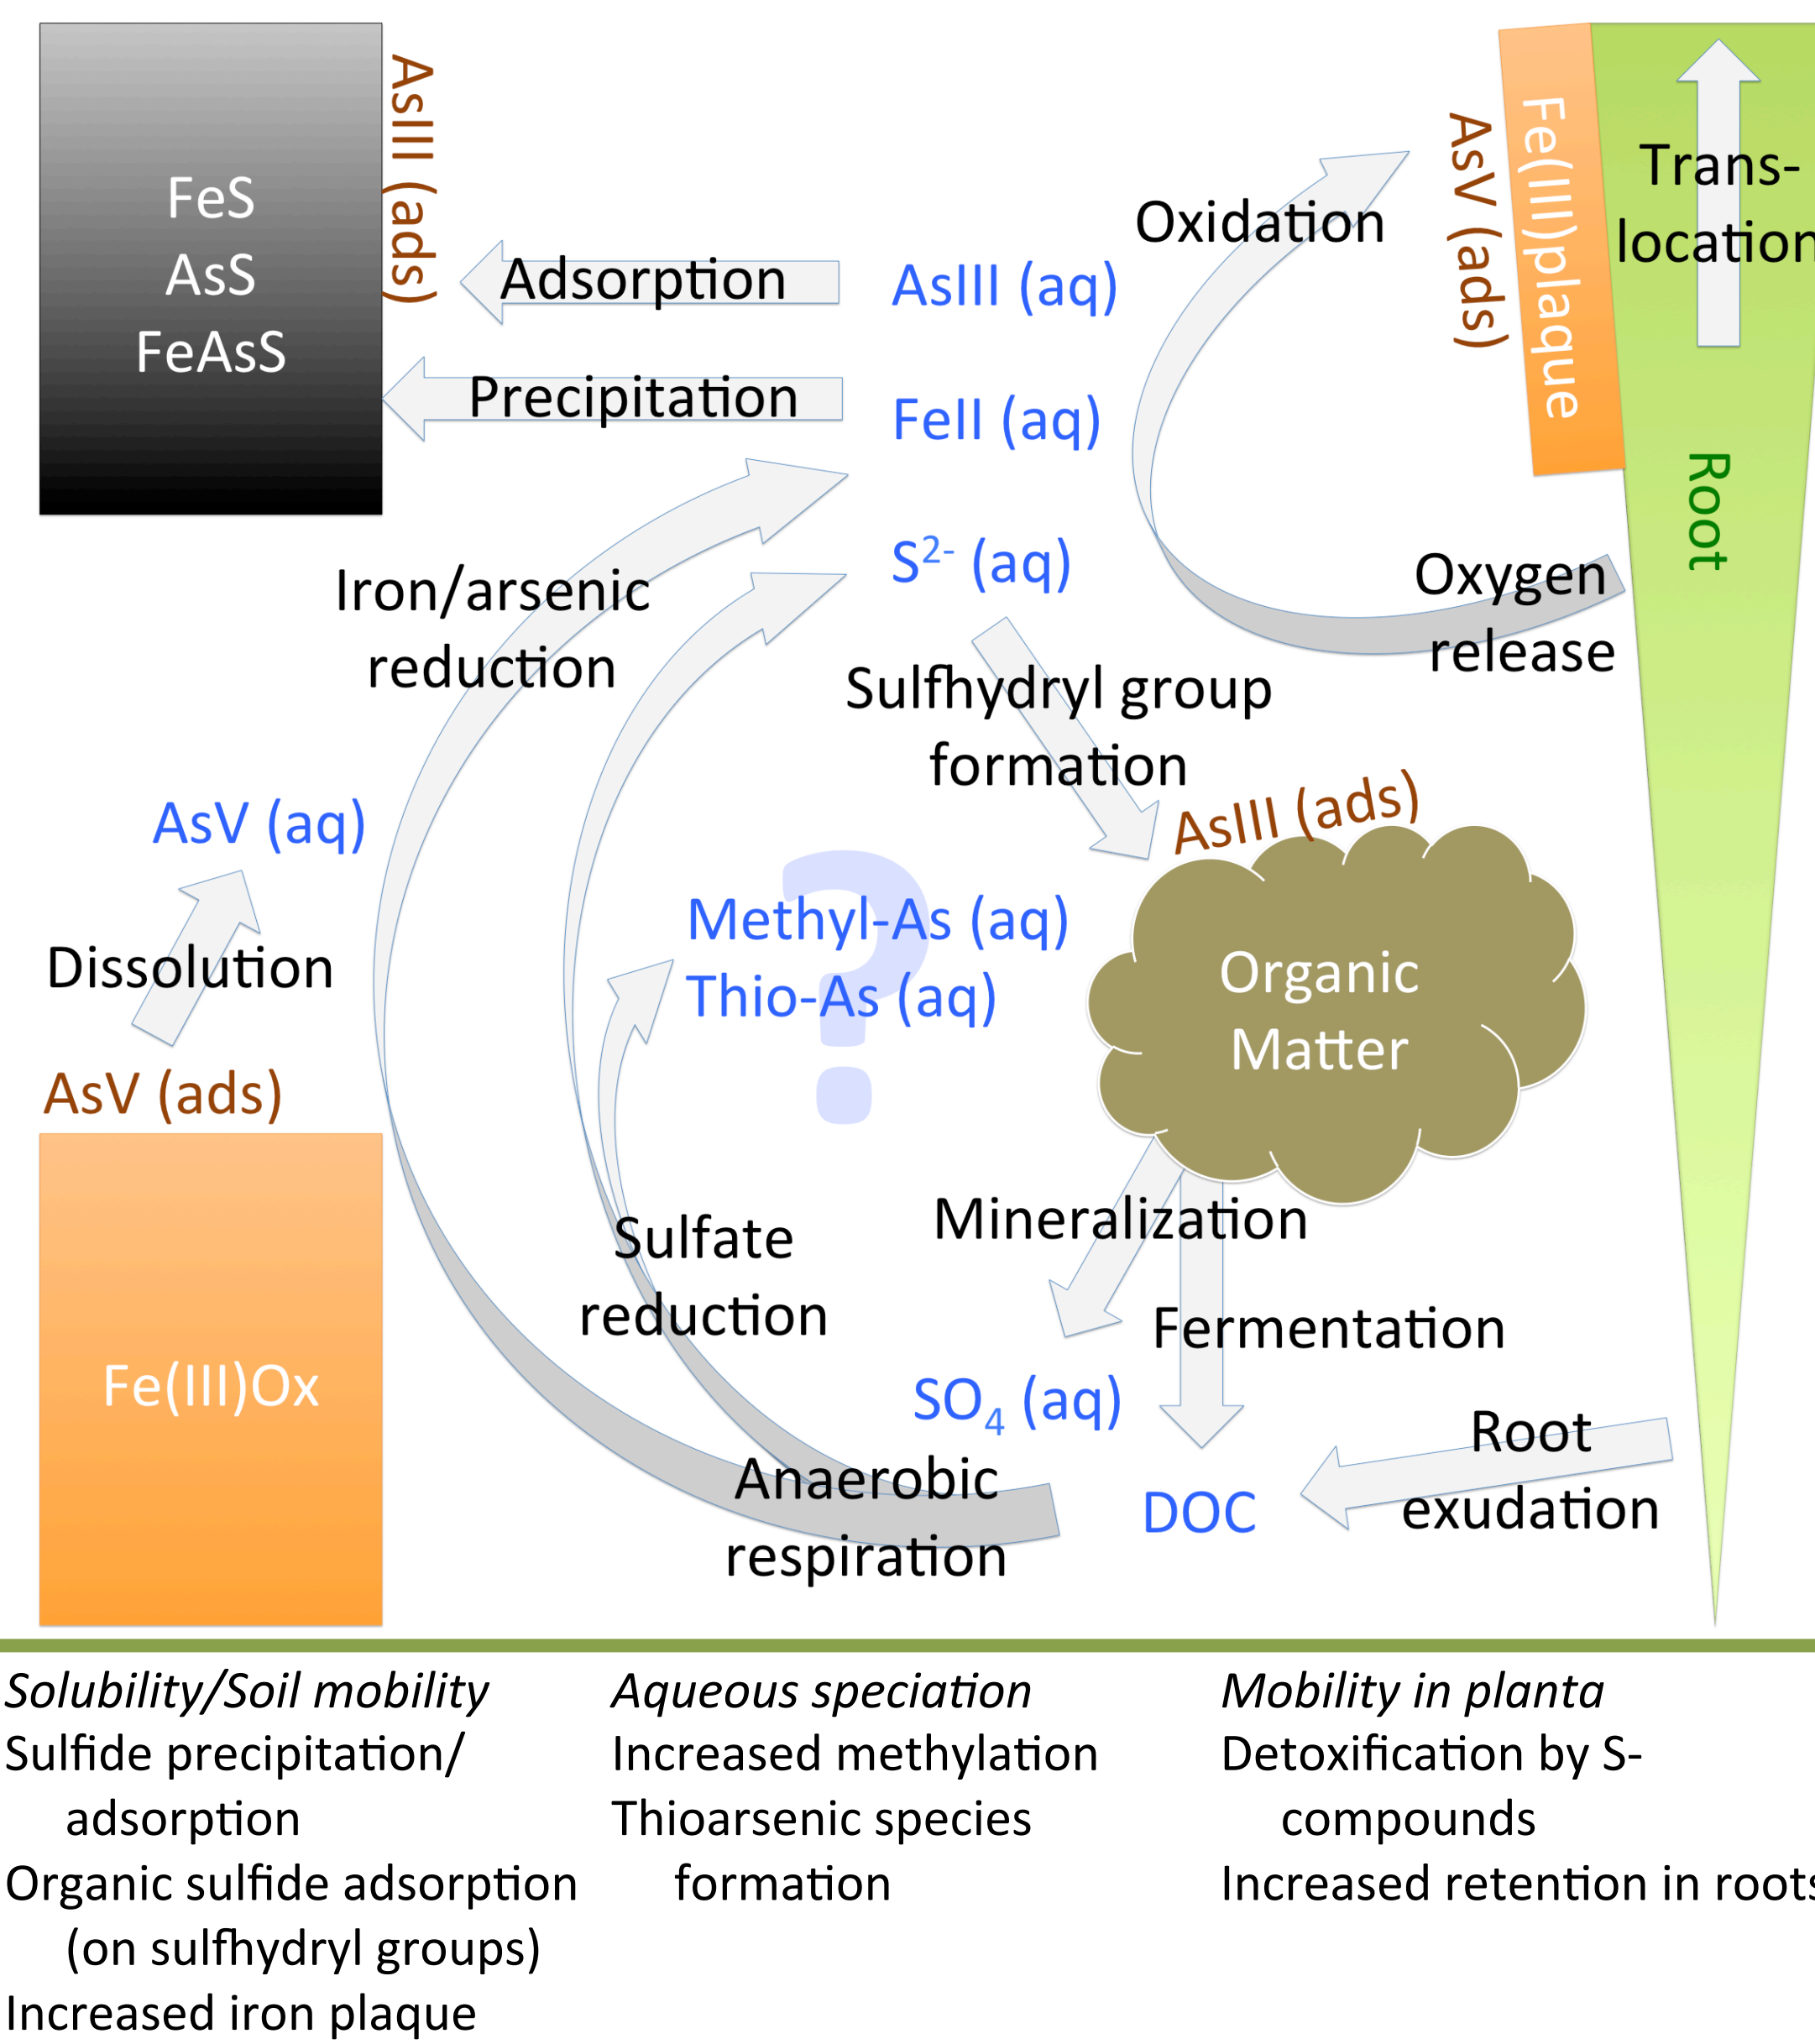 FeS
AsS
FeAsS
AsIII (ads)
Adsorption
Precipitation
AsIII (aq)
FeII (aq)
S2- (aq)
Oxidation
AsV (ads)
Fe(III)plaque
Trans-
location
Root
Oxygen
release
Iron/arsenic
reduction
Sulfhydryl group
formation
AsV (aq)
Dissolution
AsV (ads)
Fe(III)Ox
?
Methyl-As (aq)
Thio-As (aq)
AsIII (ads)
Organic
Matter
Mineralization
Fermentation
Sulfate
reduction
SO4 (aq)
Anaerobic
respiration
DOC
Root
exudation
Solubility/Soil mobility
Sulfide precipitation/
adsorption
Organic sulfide adsorption
(on sulfhydryl groups)
Increased iron plaque
Aqueous speciation
Increased methylation
Thioarsenic species
formation
Mobility in planta
Detoxification by S-
compounds
Increased retention in roots